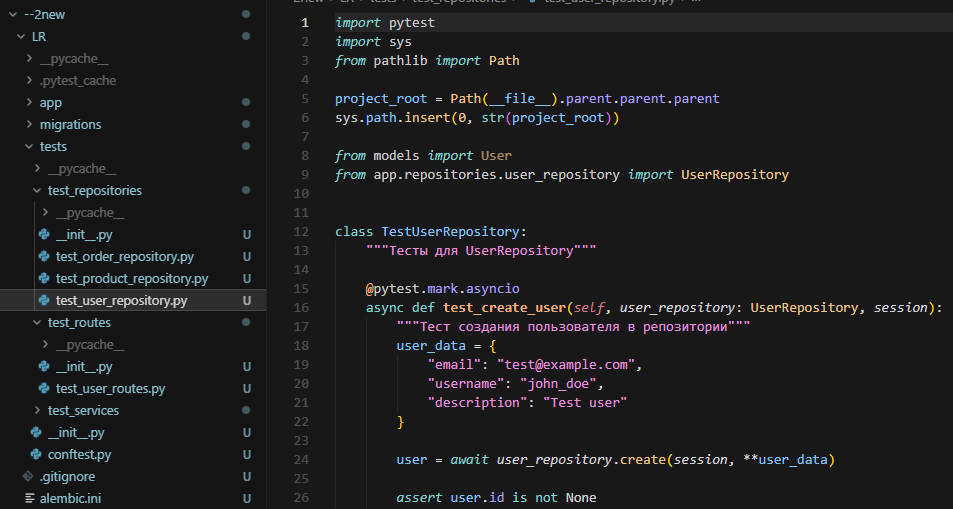 --2new
LR
__pycache__
.pytest_cache
app
migrations
tests
__pycache__
test_repositories
__pycache__
__init__.py U
test_order_repository.py U
test_product_repository.py U
test_user_repository.py U
test_routes
__pycache__
__init__.py U
test_user_routes.py U
test_services
__init__.py U
conftest.py U
.gitignore U
alembic.ini U
1 import pytest
2 import sys
3 from pathlib import Path
4
5 project_root = Path(__file__).parent.parent.parent
6 sys.path.insert(0, str(project_root))
7
8 from models import User
9 from app.repositories.user_repository import UserRepository
10
11
12 class TestUserRepository:
13 """Тесты для UserRepository"""
14
15 @pytest.mark.asyncio
16 async def test_create_user(self, user_repository: UserRepository, session):
17 """Тест создания пользователя в репозитории"""
18 user_data = {
19 "email": "test@example.com",
20 "username": "john_doe",
21 "description": "Test user"
22 }
23
24 user = await user_repository.create(session, **user_data)
25
26 assert user.id is not None